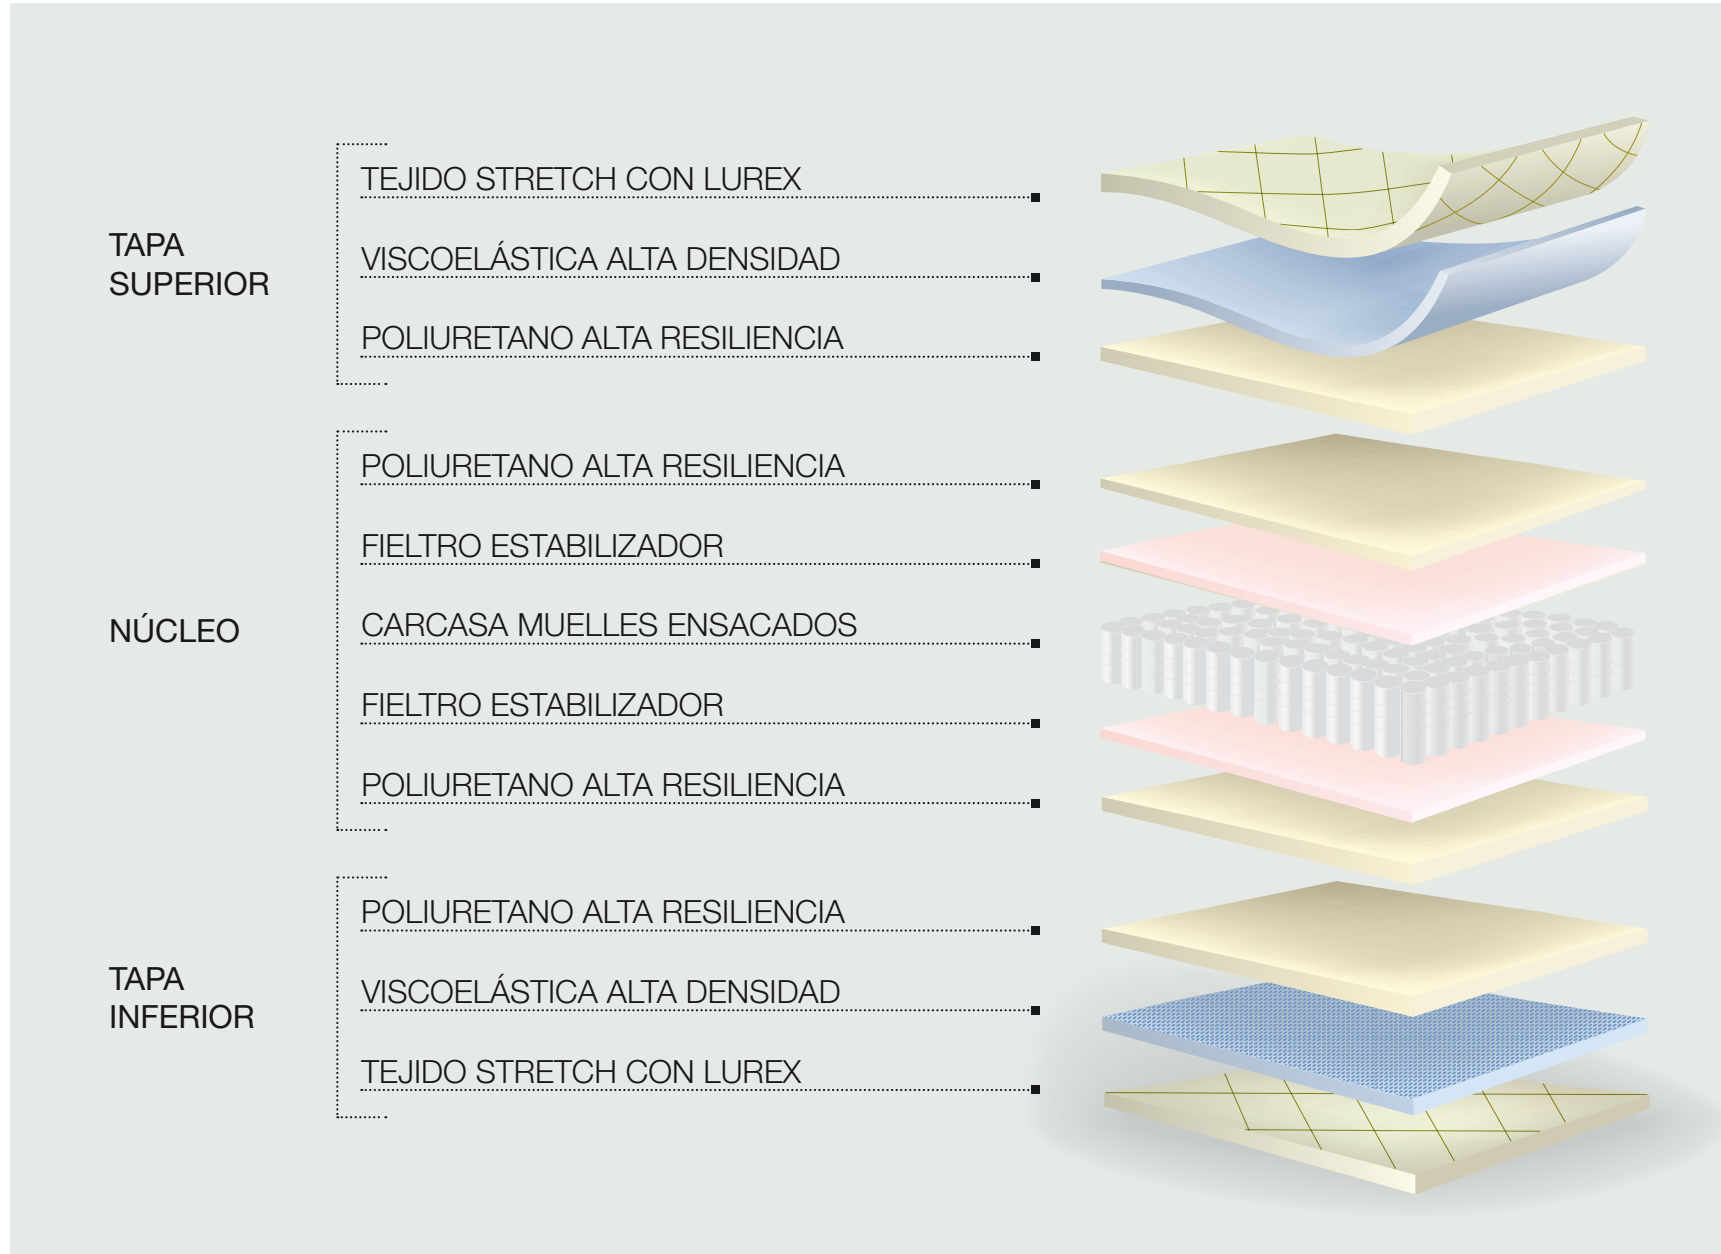 TAPA
SUPERIOR
TEJIDO STRETCH CON LUREX
VISCOELÁSTICA ALTA DENSIDAD
POLIURETANO ALTA RESILIENCIA
NÚCLEO
POLIURETANO ALTA RESILIENCIA
FIELTRO ESTABILIZADOR
CARCASA MUELLES ENSACADOS
FIELTRO ESTABILIZADOR
POLIURETANO ALTA RESILIENCIA
TAPA
INFERIOR
POLIURETANO ALTA RESILIENCIA
VISCOELÁSTICA ALTA DENSIDAD
TEJIDO STRETCH CON LUREX